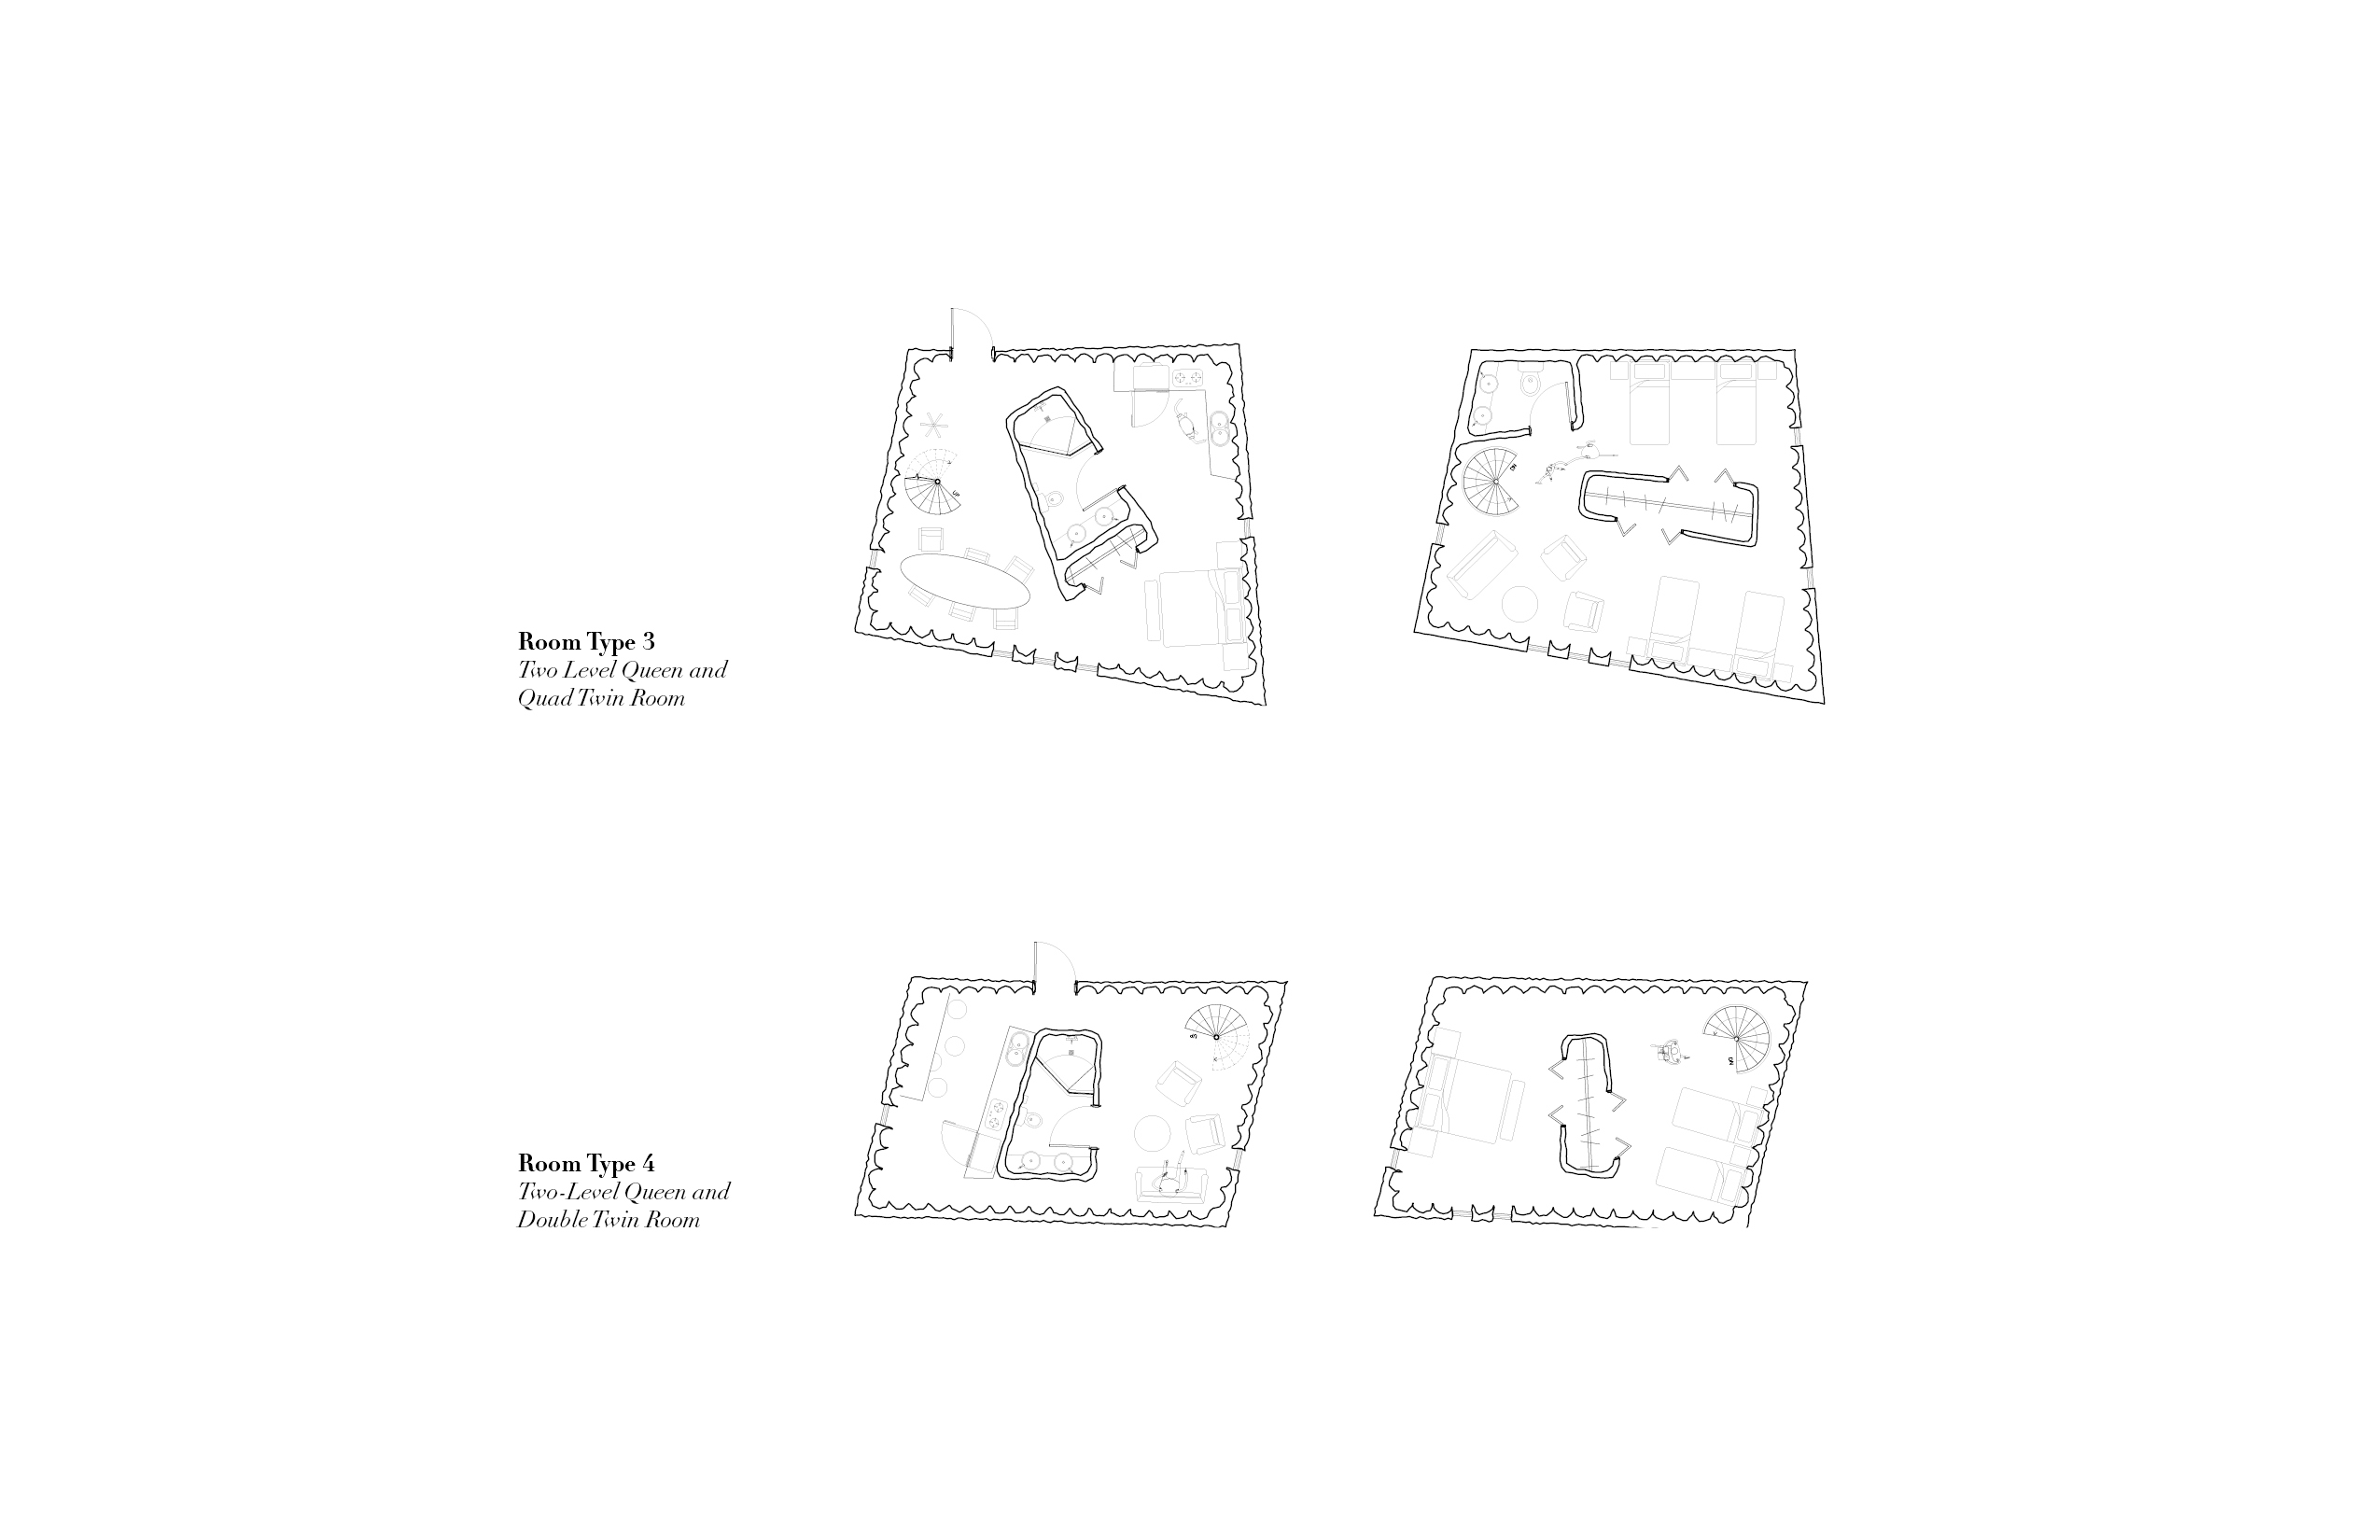 Room Type 3
Two Level Queen and
Quad Twin Room
Room Type 4
Two-Level Queen and
Double Twin Room